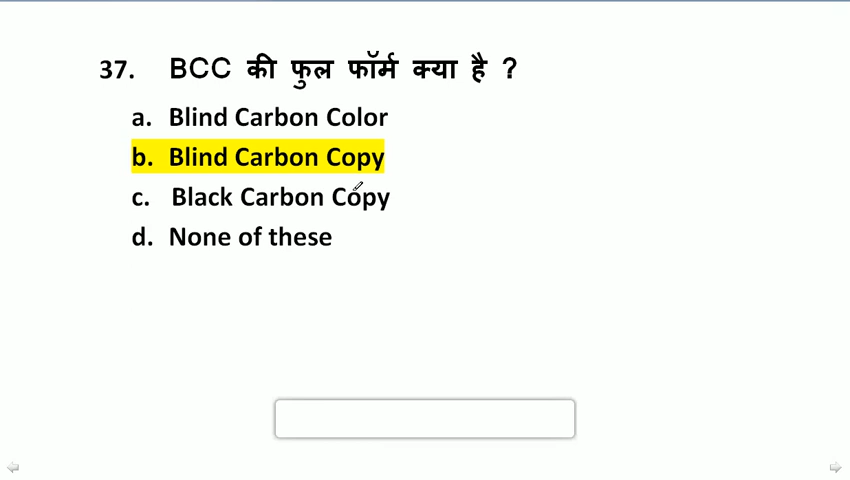 37. BCC की फुल फॉर्म क्या है ?
a. Blind Carbon Color
b. Blind Carbon Copy
c. Black Carbon Copy
d. None of these